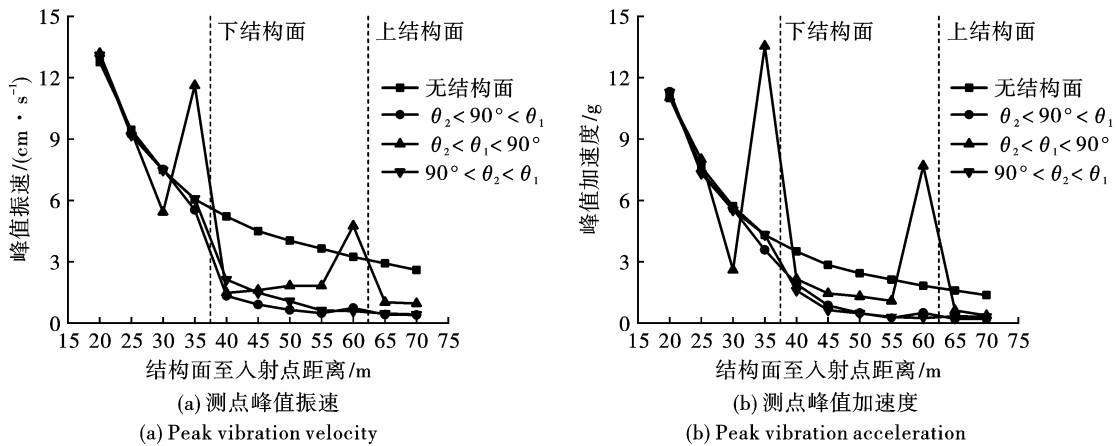 15
12
9
6
3
0
峰值振速/(cm·s⁻¹)
下结构面
上结构面
无结构面
θ₂<90°<θ₁
θ₂<θ₁<90°
90°<θ₂<θ₁
15 20 25 30 35 40 45 50 55 60 65 70 75
结构面至入射点距离/m
(a) 测点峰值振速
(a) Peak vibration velocity
15
12
9
6
3
0
峰值加速度/g
下结构面
上结构面
无结构面
θ₂<90°<θ₁
θ₂<θ₁<90°
90°<θ₂<θ₁
15 20 25 30 35 40 45 50 55 60 65 70 75
结构面至入射点距离/m
(b) 测点峰值加速度
(b) Peak vibration acceleration